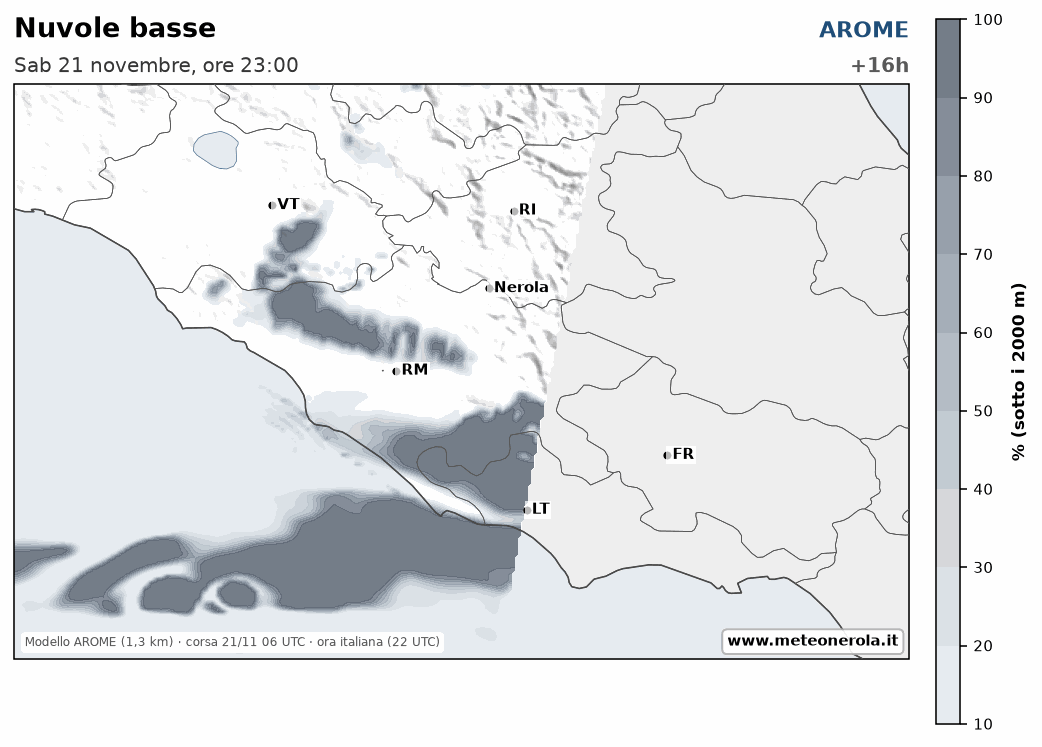 Nuvole basse
AROME
Sab 21 novembre, ore 23:00
+16h
100
90
80
70
60
50
40
30
20
10
% (sotto i 2000 m)
VT
RI
Nerola
RM
FR
LT
Modello AROME (1,3 km) · corsa 21/11 06 UTC · ora italiana (22 UTC)
www.meteonerola.it